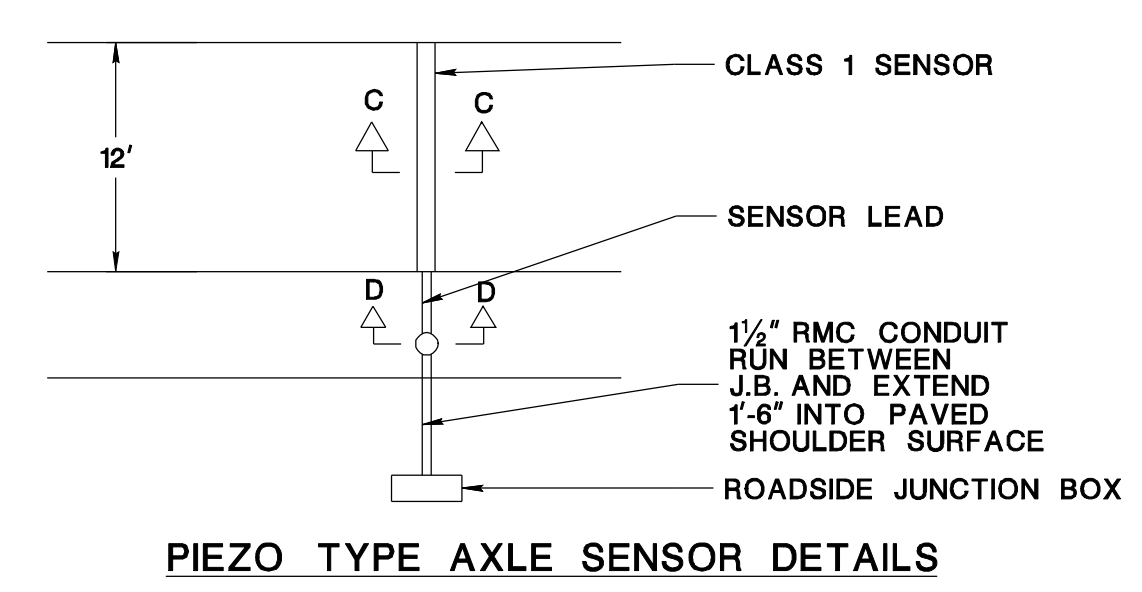 CLASS 1 SENSOR
C C
12'
SENSOR LEAD
D D
1½" RMC CONDUIT
RUN BETWEEN
J.B. AND EXTEND
1'-6" INTO PAVED
SHOULDER SURFACE
ROADSIDE JUNCTION BOX
PIEZO TYPE AXLE SENSOR DETAILS